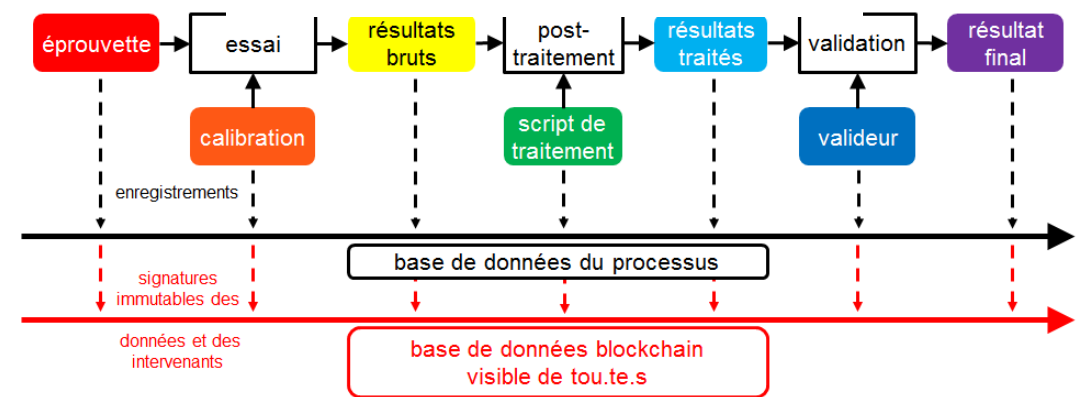 éprouvette
essai
résultats
bruts
post-
traitement
résultats
traités
validation
résultat
final
calibration
script de
traitement
valideur
enregistrements
base de données du processus
signatures
immutables des
données et des
intervenants
base de données blockchain
visible de tou.te.s